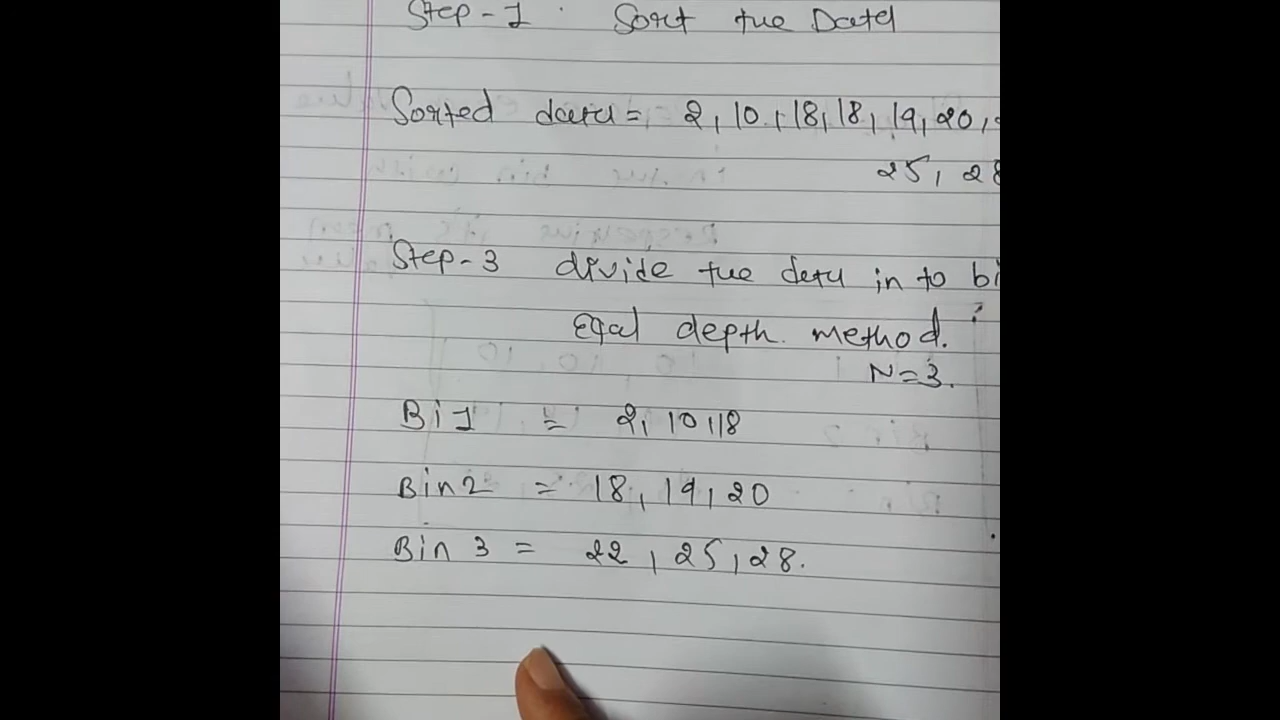 Step-1 Sort the Data
Sorted data = 2, 10, 18, 18, 19, 20,
25, 28
Step-3 divide the data in to bi
Eqal depth. method.
N=3.
Bi1 = 2, 10, 18
Bin2 = 18, 19, 20
Bin 3 = 22, 25, 28.